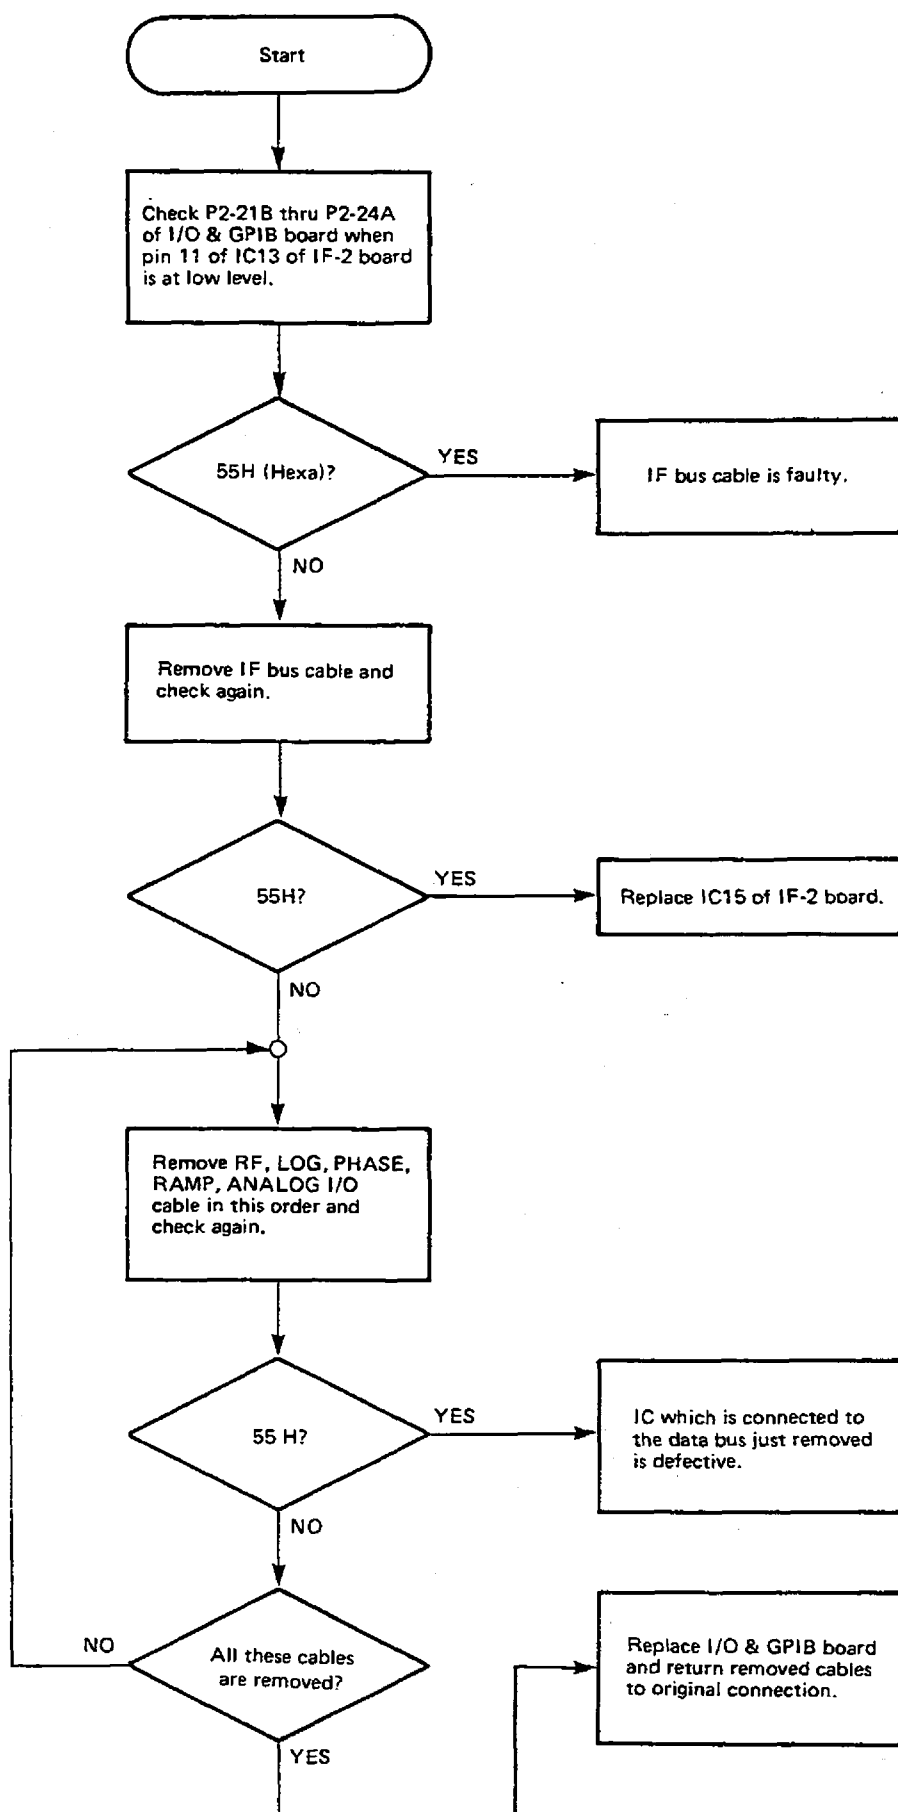 Start
Check P2-21B thru P2-24A
of I/O & GPIB board when
pin 11 of IC13 of IF-2 board
is at low level.
55H (Hexa)?
YES
IF bus cable is faulty.
NO
Remove IF bus cable and
check again.
55H?
YES
Replace IC15 of IF-2 board.
NO
Remove RF, LOG, PHASE,
RAMP, ANALOG I/O
cable in this order and
check again.
55 H?
YES
IC which is connected to
the data bus just removed
is defective.
NO
All these cables
are removed?
NO
YES
Replace I/O & GPIB board
and return removed cables
to original connection.